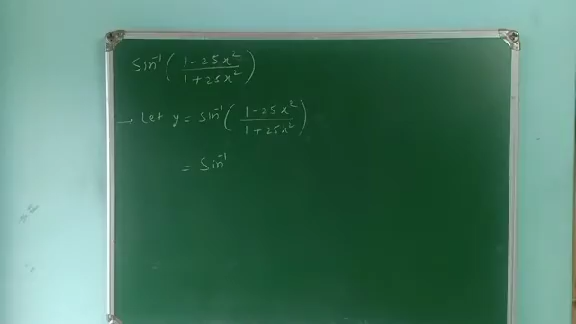 Sin⁻¹ ( 1 - 25x² / 1 + 25x² )
→ Let y = Sin⁻¹ ( 1 - 25x² / 1 + 25x² )
= Sin⁻¹